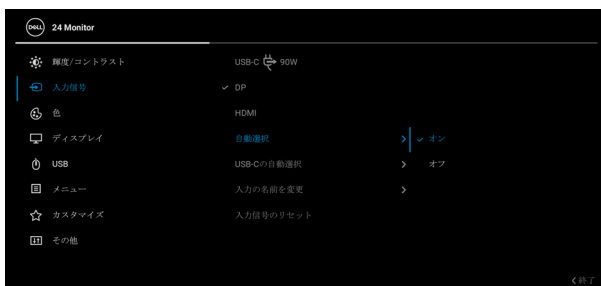 DELL 24 Monitor
輝度/コントラスト
USB-C 90W
入力信号
DP
色
HDMI
ディスプレイ
自動選択
オン
USB
USB-Cの自動選択
オフ
メニュー
入力の名前を変更
カスタマイズ
入力信号のリセット
その他
終了